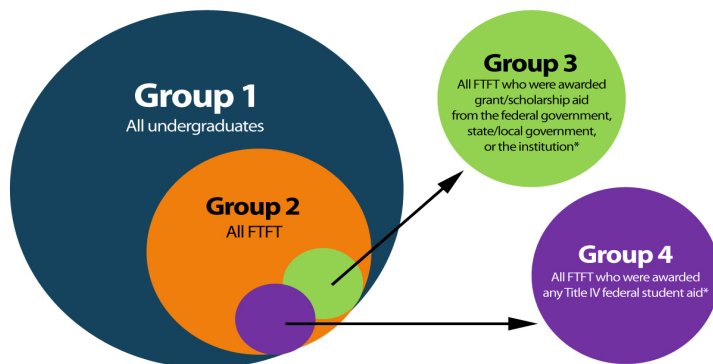 Group 1
All undergraduates
Group 2
All FTFT
Group 3
All FTFT who were awarded
grant/scholarship aid
from the federal government,
state/local government,
or the institution*
Group 4
All FTFT who were awarded
any Title IV federal student aid*